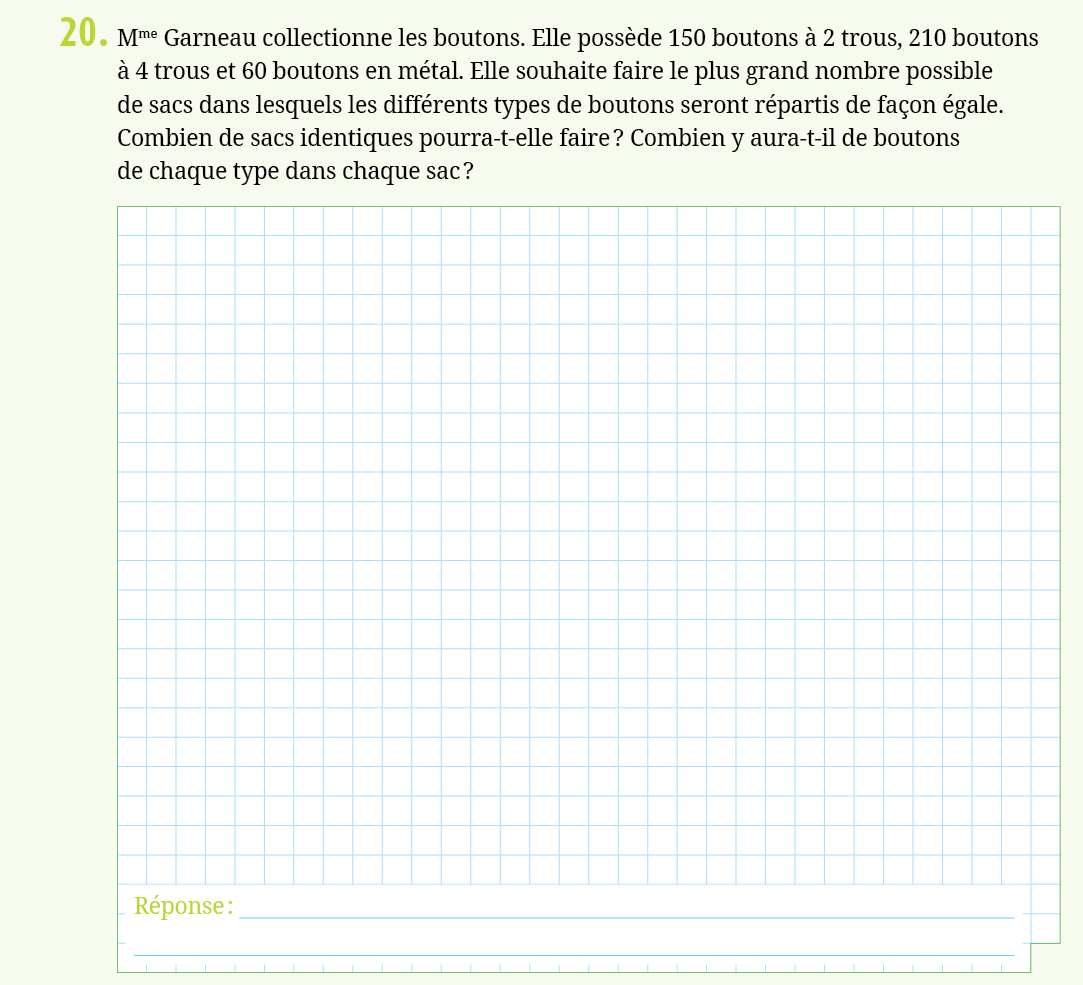 20. Mme Garneau collectionne les boutons. Elle possède 150 boutons à 2 trous, 210 boutons
à 4 trous et 60 boutons en métal. Elle souhaite faire le plus grand nombre possible
de sacs dans lesquels les différents types de boutons seront répartis de façon égale.
Combien de sacs identiques pourra-t-elle faire ? Combien y aura-t-il de boutons
de chaque type dans chaque sac ?
Réponse :